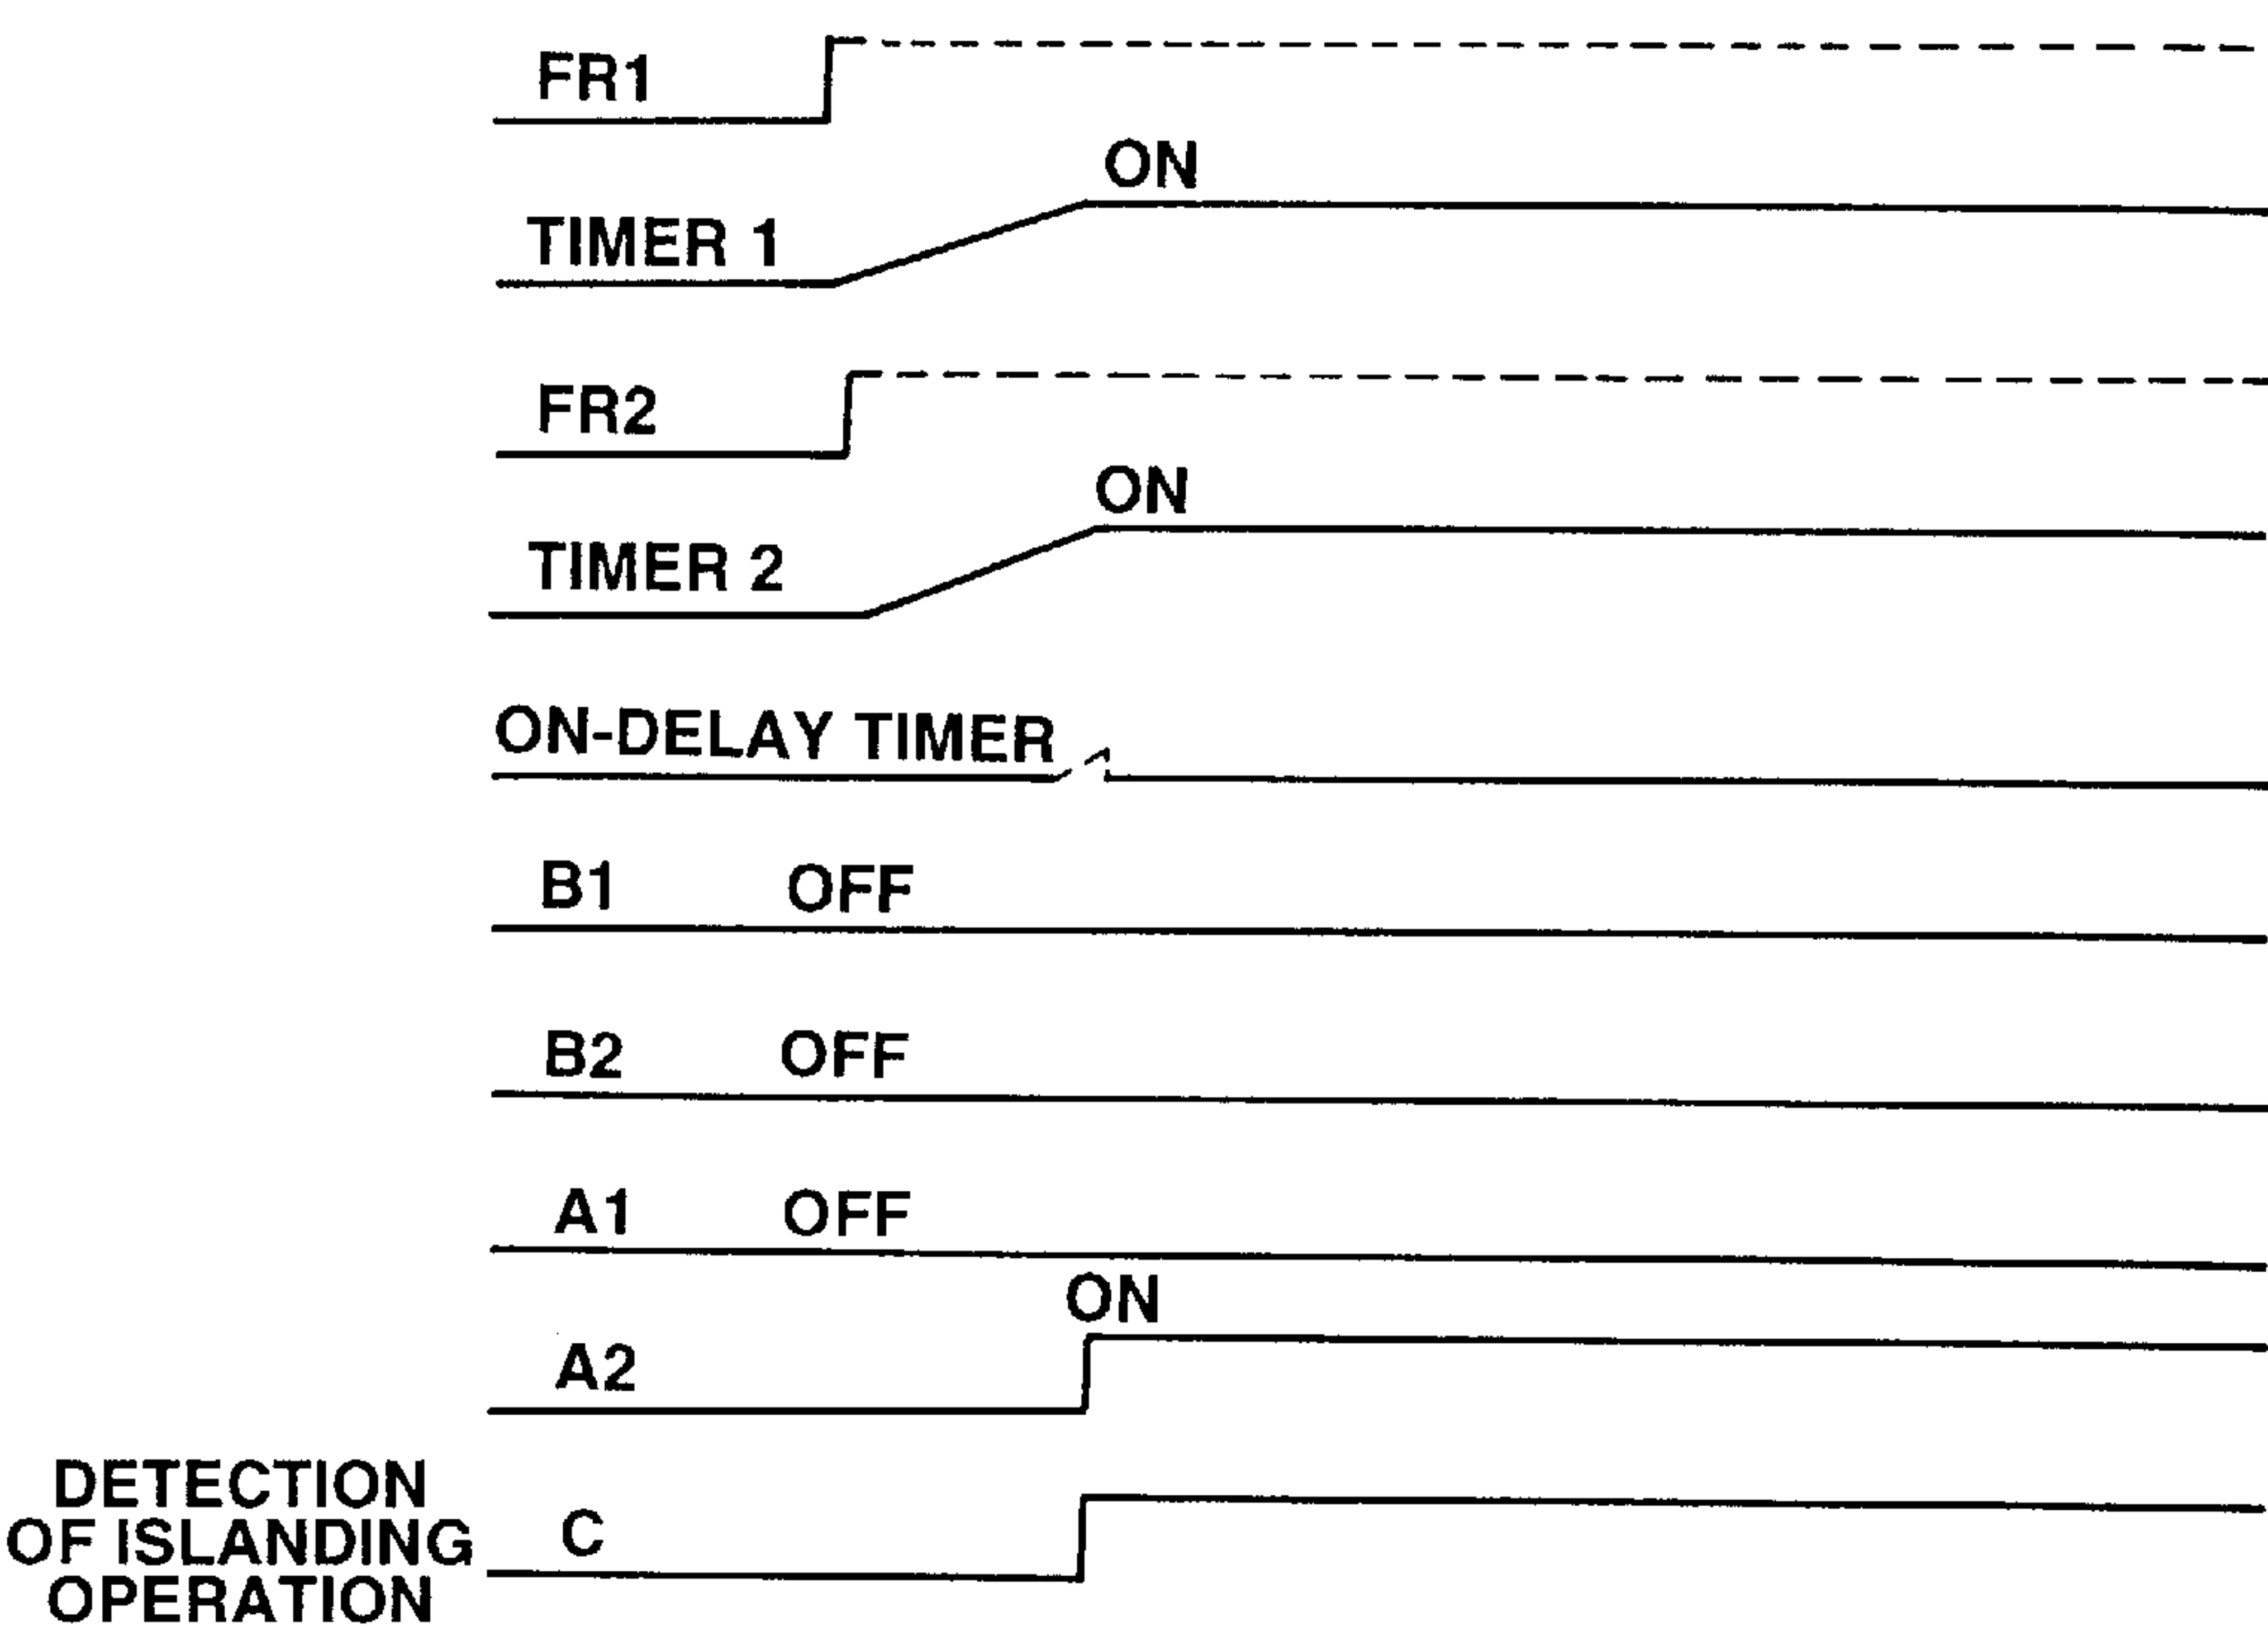 FR1
ON
TIMER 1
FR2
ON
TIMER 2
ON-DELAY TIMER
B1 OFF
B2 OFF
A1 OFF
ON
A2
DETECTION
OF ISLANDING
OPERATION
C